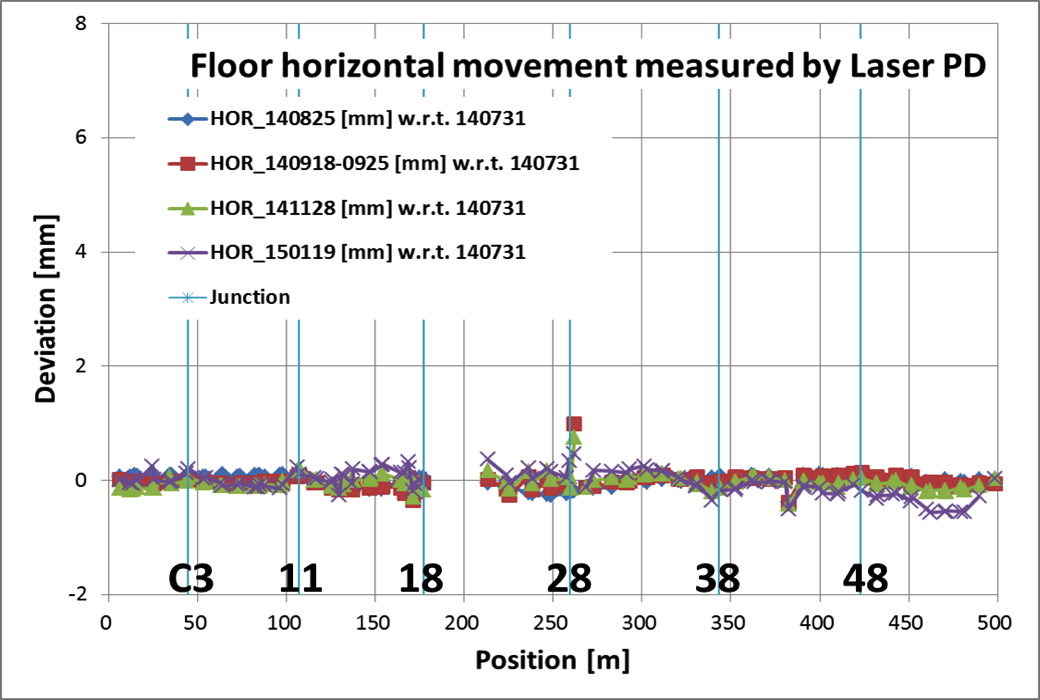 Floor horizontal movement measured by Laser PD
HOR_140825 [mm] w.r.t. 140731
HOR_140918-0925 [mm] w.r.t. 140731
HOR_141128 [mm] w.r.t. 140731
HOR_150119 [mm] w.r.t. 140731
Junction
Deviation [mm]
8
6
4
2
0
-2
C3 11 18 28 38 48
0 50 100 150 200 250 300 350 400 450 500
Position [m]